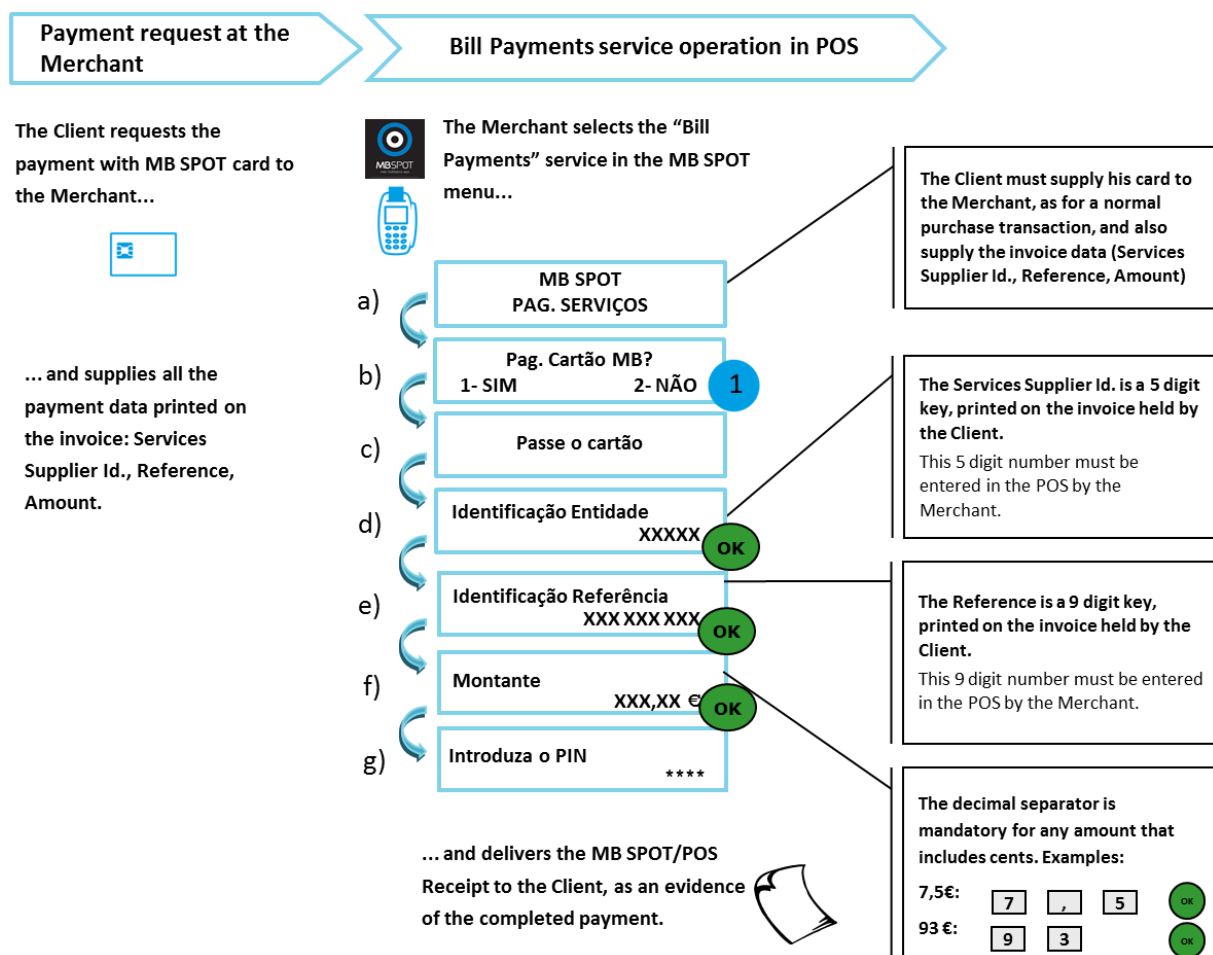 Payment request at the
Merchant
Bill Payments service operation in POS
The Client requests the
payment with MB SPOT card to
the Merchant...
... and supplies all the
payment data printed on
the invoice: Services
Supplier Id., Reference,
Amount.
MBSPOT
The Merchant selects the “Bill
Payments” service in the MB SPOT
menu...
a)
MB SPOT
PAG. SERVIÇOS
b)
Pag. Cartão MB?
1- SIM 2- NÃO
1
c)
Passe o cartão
d)
Identificação Entidade
XXXXX
OK
e)
Identificação Referência
XXX XXX XXX
OK
f)
Montante
XXX,XX €
OK
g)
Introduza o PIN
****
... and delivers the MB SPOT/POS
Receipt to the Client, as an evidence
of the completed payment.
The Client must supply his card to
the Merchant, as for a normal
purchase transaction, and also
supply the invoice data (Services
Supplier Id., Reference, Amount)
The Services Supplier Id. is a 5 digit
key, printed on the invoice held by
the Client.
This 5 digit number must be
entered in the POS by the
Merchant.
The Reference is a 9 digit key,
printed on the invoice held by the
Client.
This 9 digit number must be entered
in the POS by the Merchant.
The decimal separator is
mandatory for any amount that
includes cents. Examples:
7,5€: 7 , 5 OK
93 €: 9 3 OK